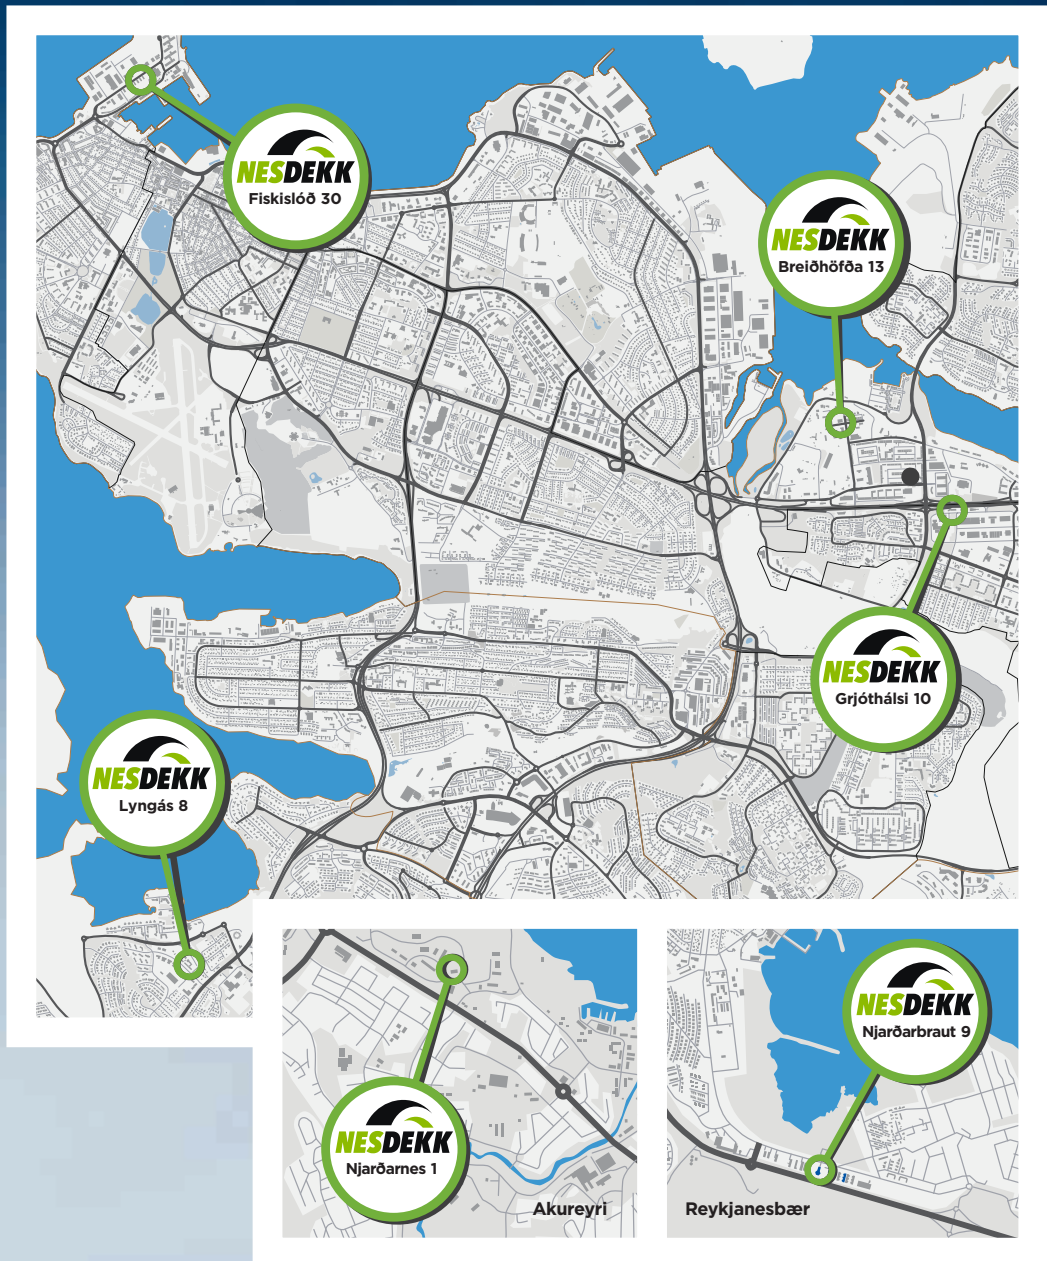 NESDEKK
Fiskislóð 30
NESDEKK
Breiðhöfða 13
NESDEKK
Grjóthálsi 10
NESDEKK
Lyngás 8
NESDEKK
Njarðarnes 1
Akureyri
NESDEKK
Njarðarbraut 9
Reykjanesbær